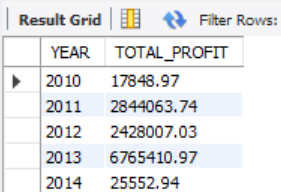 Result Grid Filter Rows:
YEAR TOTAL_PROFIT
2010 17848.97
2011 2844063.74
2012 2428007.03
2013 6765410.97
2014 25552.94